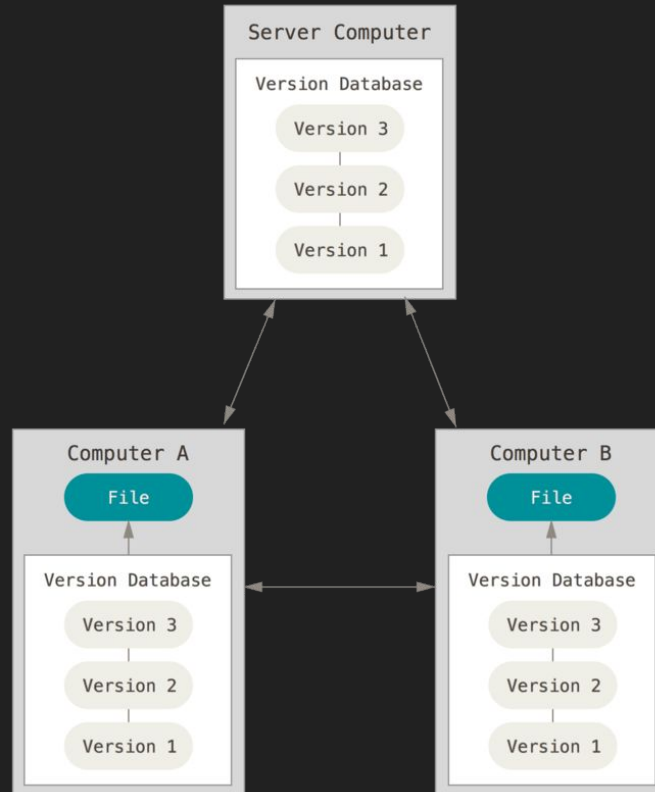 Server Computer
Version Database
Version 3
Version 2
Version 1
Computer A
File
Version Database
Version 3
Version 2
Version 1
Computer B
File
Version Database
Version 3
Version 2
Version 1